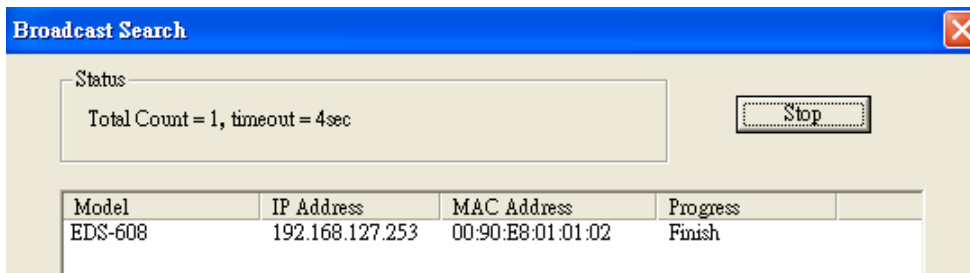 Broadcast Search
Status
Total Count = 1, timeout = 4sec
Stop
Model IP Address MAC Address Progress
EDS-608 192.168.127.253 00:90:E8:01:01:02 Finish